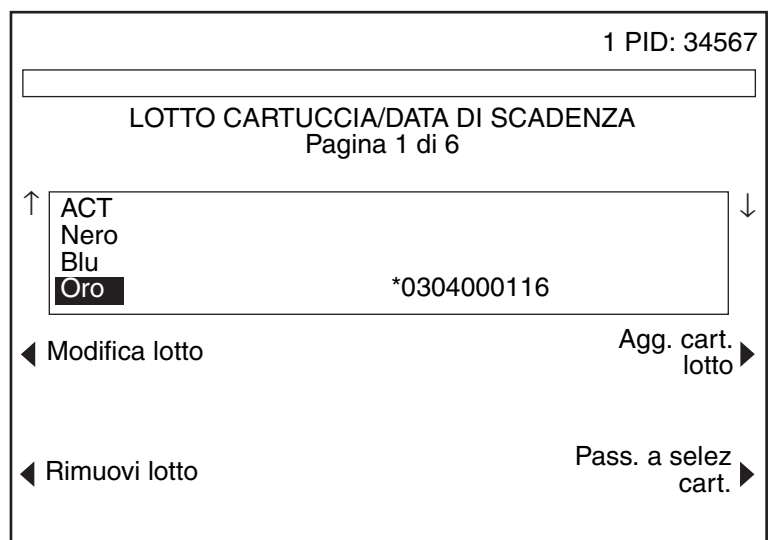 1 PID: 34567
LOTTO CARTUCCIA/DATA DI SCADENZA
Pagina 1 di 6
↑ ACT ↓
Nero
Blu
Oro *0304000116
Modifica lotto
Agg. cart.
lotto
Rimuovi lotto
Pass. a selez
cart.